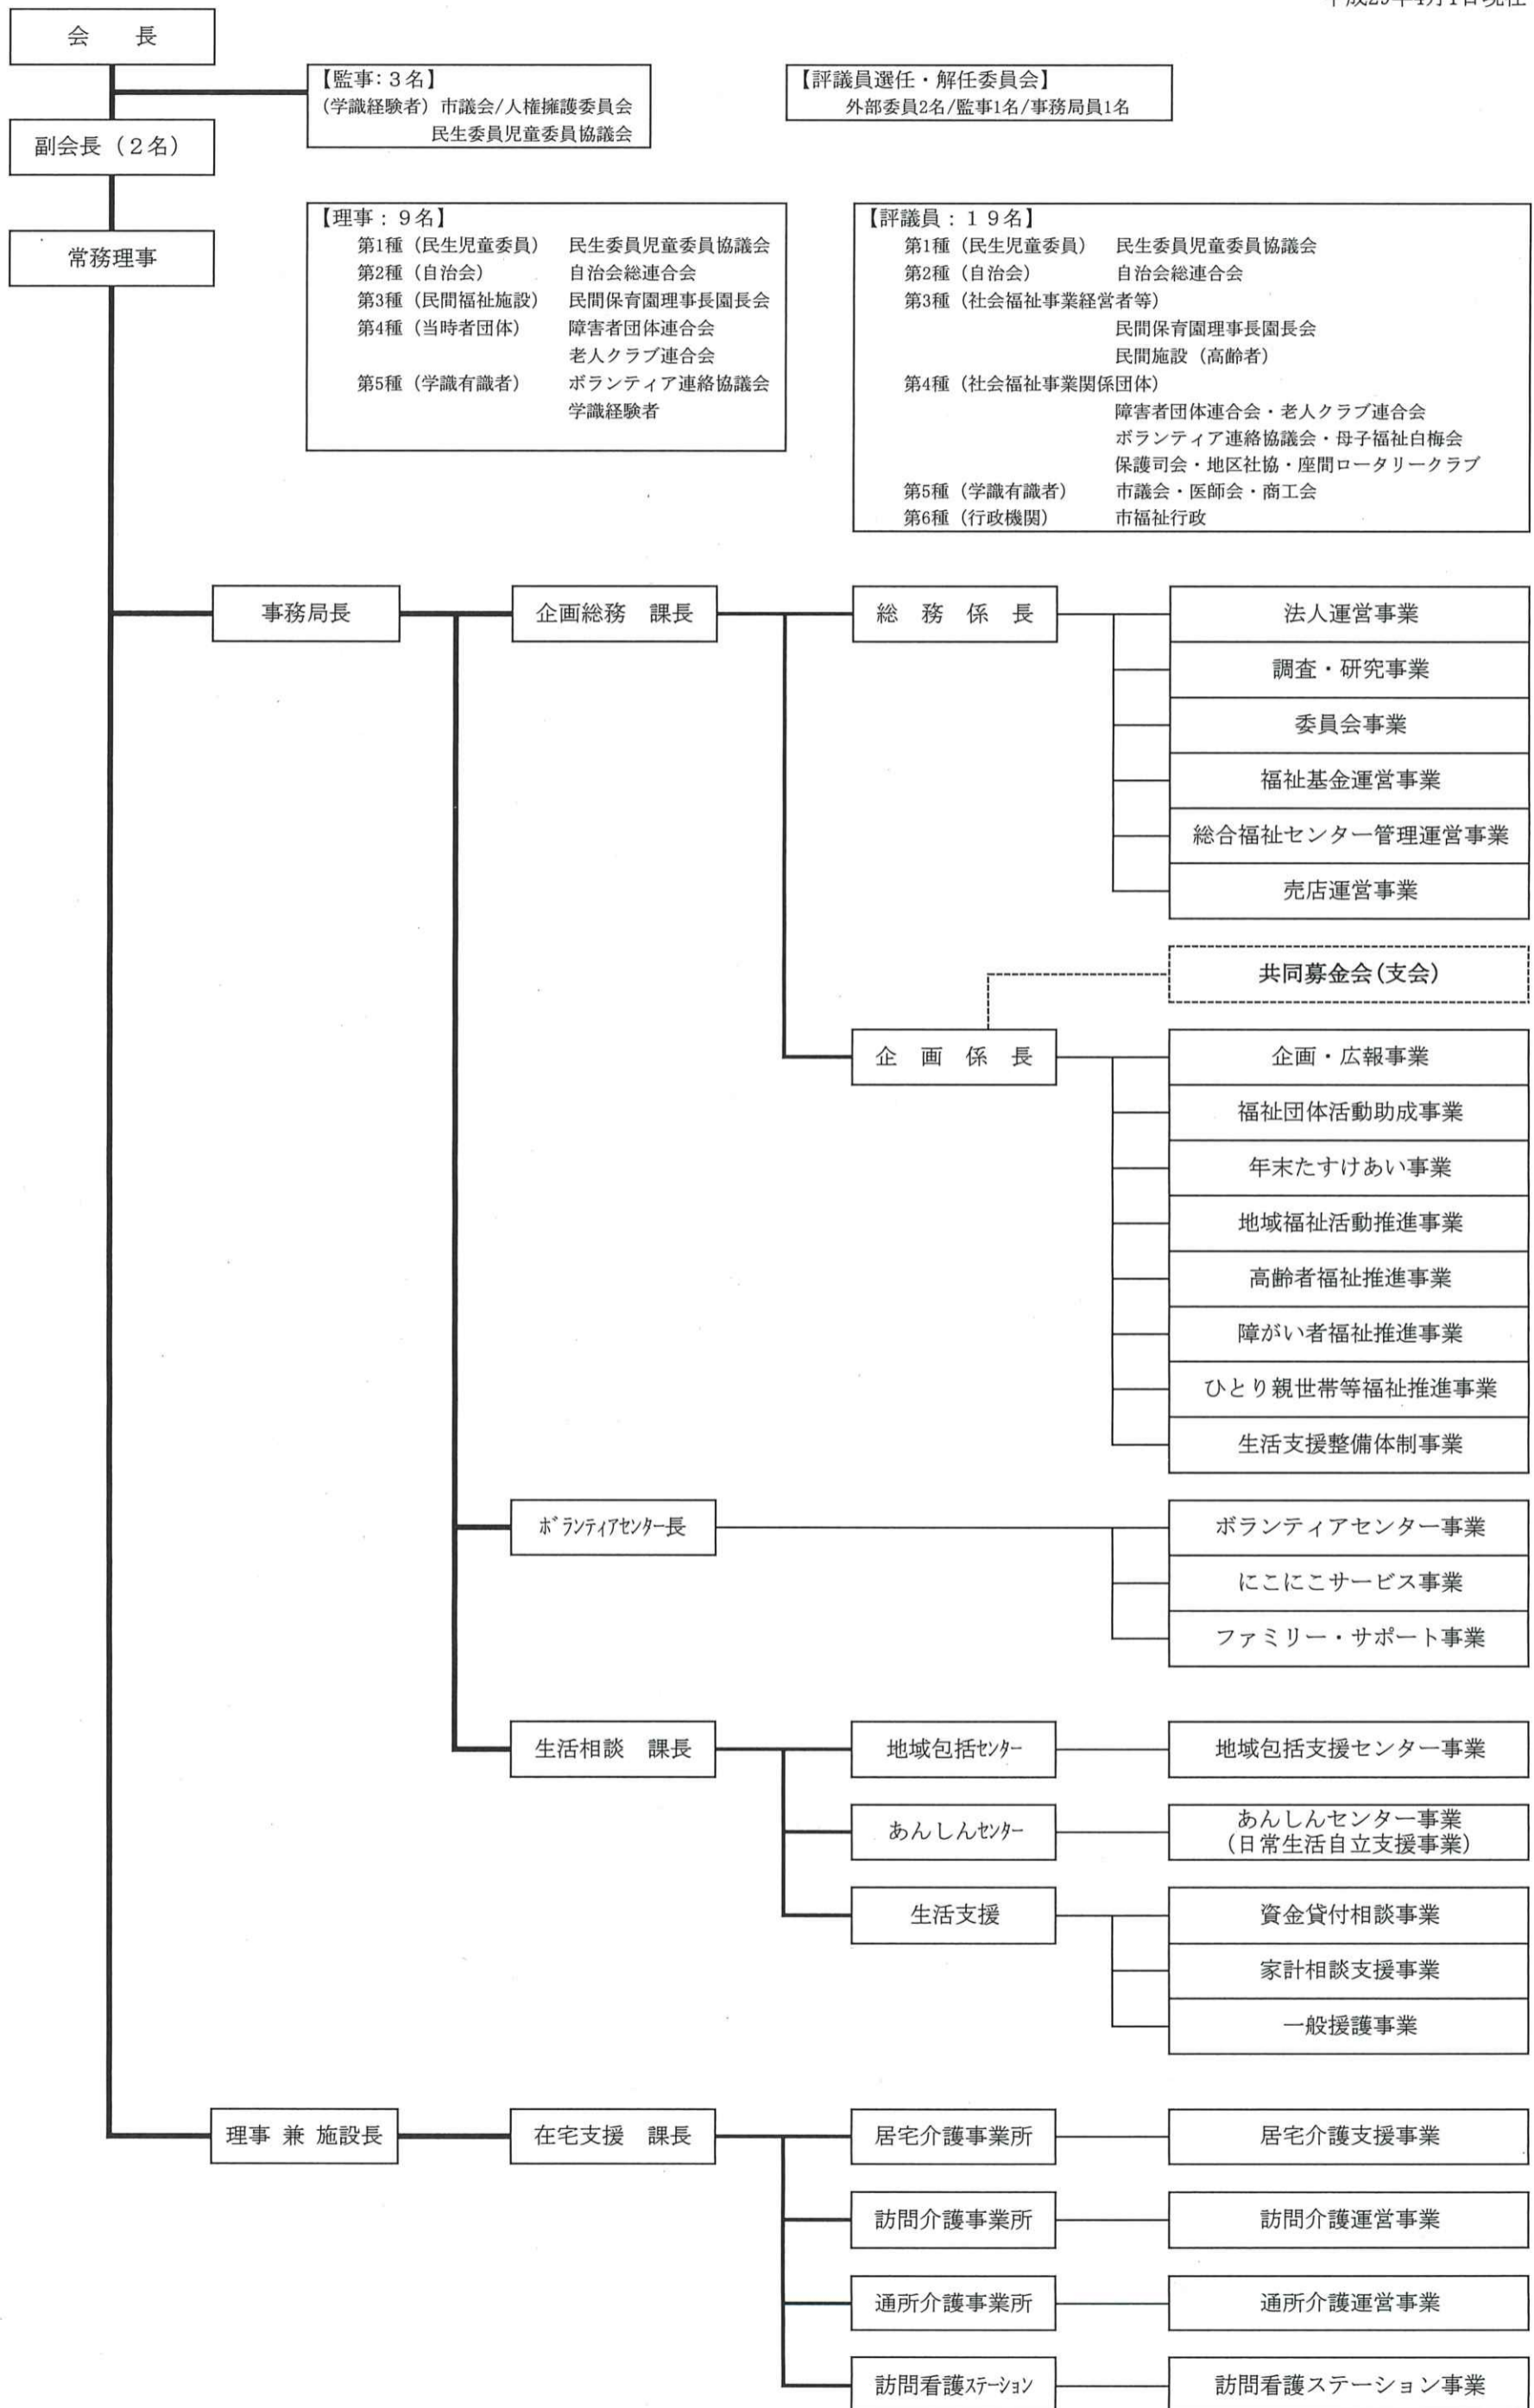 会　　長
【監事：３名】
（学識経験者）市議会/人権擁護委員会
民生委員児童委員協議会
【評議員選任・解任委員会】
外部委員2名/監事1名/事務局員1名
副会長（２名）
常務理事
【理事：９名】
第1種（民生児童委員）　民生委員児童委員協議会
第2種（自治会）　自治会総連合会
第3種（民間福祉施設）　民間保育園理事長園長会
第4種（当時者団体）　障害者団体連合会
老人クラブ連合会
第5種（学識有識者）　ボランティア連絡協議会
学識経験者
【評議員：１９名】
第1種（民生児童委員）　民生委員児童委員協議会
第2種（自治会）　自治会総連合会
第3種（社会福祉事業経営者等）
民間保育園理事長園長会
民間施設（高齢者）
第4種（社会福祉事業関係団体）
障害者団体連合会・老人クラブ連合会
ボランティア連絡協議会・母子福祉白梅会
保護司会・地区社協・座間ロータリークラブ
第5種（学識有識者）　市議会・医師会・商工会
第6種（行政機関）　市福祉行政
事務局長
企画総務　課長
総　務　係　長
法人運営事業
調査・研究事業
委員会事業
福祉基金運営事業
総合福祉センター管理運営事業
売店運営事業
共同募金会(支会)
企　画　係　長
企画・広報事業
福祉団体活動助成事業
年末たすけあい事業
地域福祉活動推進事業
高齢者福祉推進事業
障がい者福祉推進事業
ひとり親世帯等福祉推進事業
生活支援整備体制事業
ﾎﾞﾗﾝﾃｨｱｾﾝﾀｰ長
ボランティアセンター事業
にこにこサービス事業
ファミリー・サポート事業
生活相談　課長
地域包括ｾﾝﾀｰ
地域包括支援センター事業
あんしんｾﾝﾀｰ
あんしんセンター事業
（日常生活自立支援事業）
生活支援
資金貸付相談事業
家計相談支援事業
一般援護事業
理事 兼 施設長
在宅支援　課長
居宅介護事業所
居宅介護支援事業
訪問介護事業所
訪問介護運営事業
通所介護事業所
通所介護運営事業
訪問看護ｽﾃｰｼｮﾝ
訪問看護ステーション事業